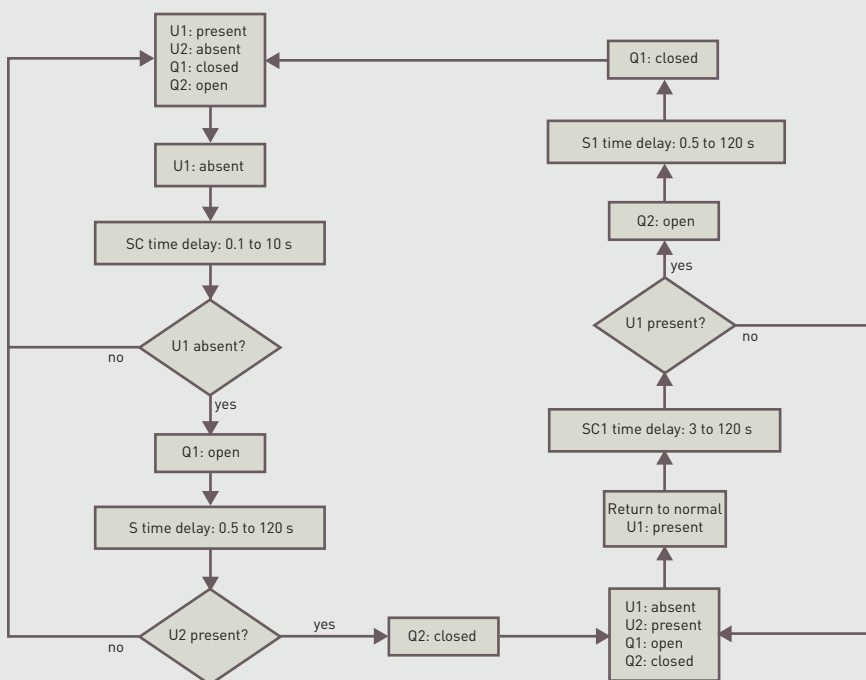 U1: present
U2: absent
Q1: closed
Q2: open
U1: absent
SC time delay: 0.1 to 10 s
U1 absent?
no
yes
Q1: open
S time delay: 0.5 to 120 s
U2 present?
no
yes
Q2: closed
U1: absent
U2: present
Q1: open
Q2: closed
Return to normal
U1: present
SC1 time delay: 3 to 120 s
U1 present?
no
yes
Q2: open
S1 time delay: 0.5 to 120 s
Q1: closed